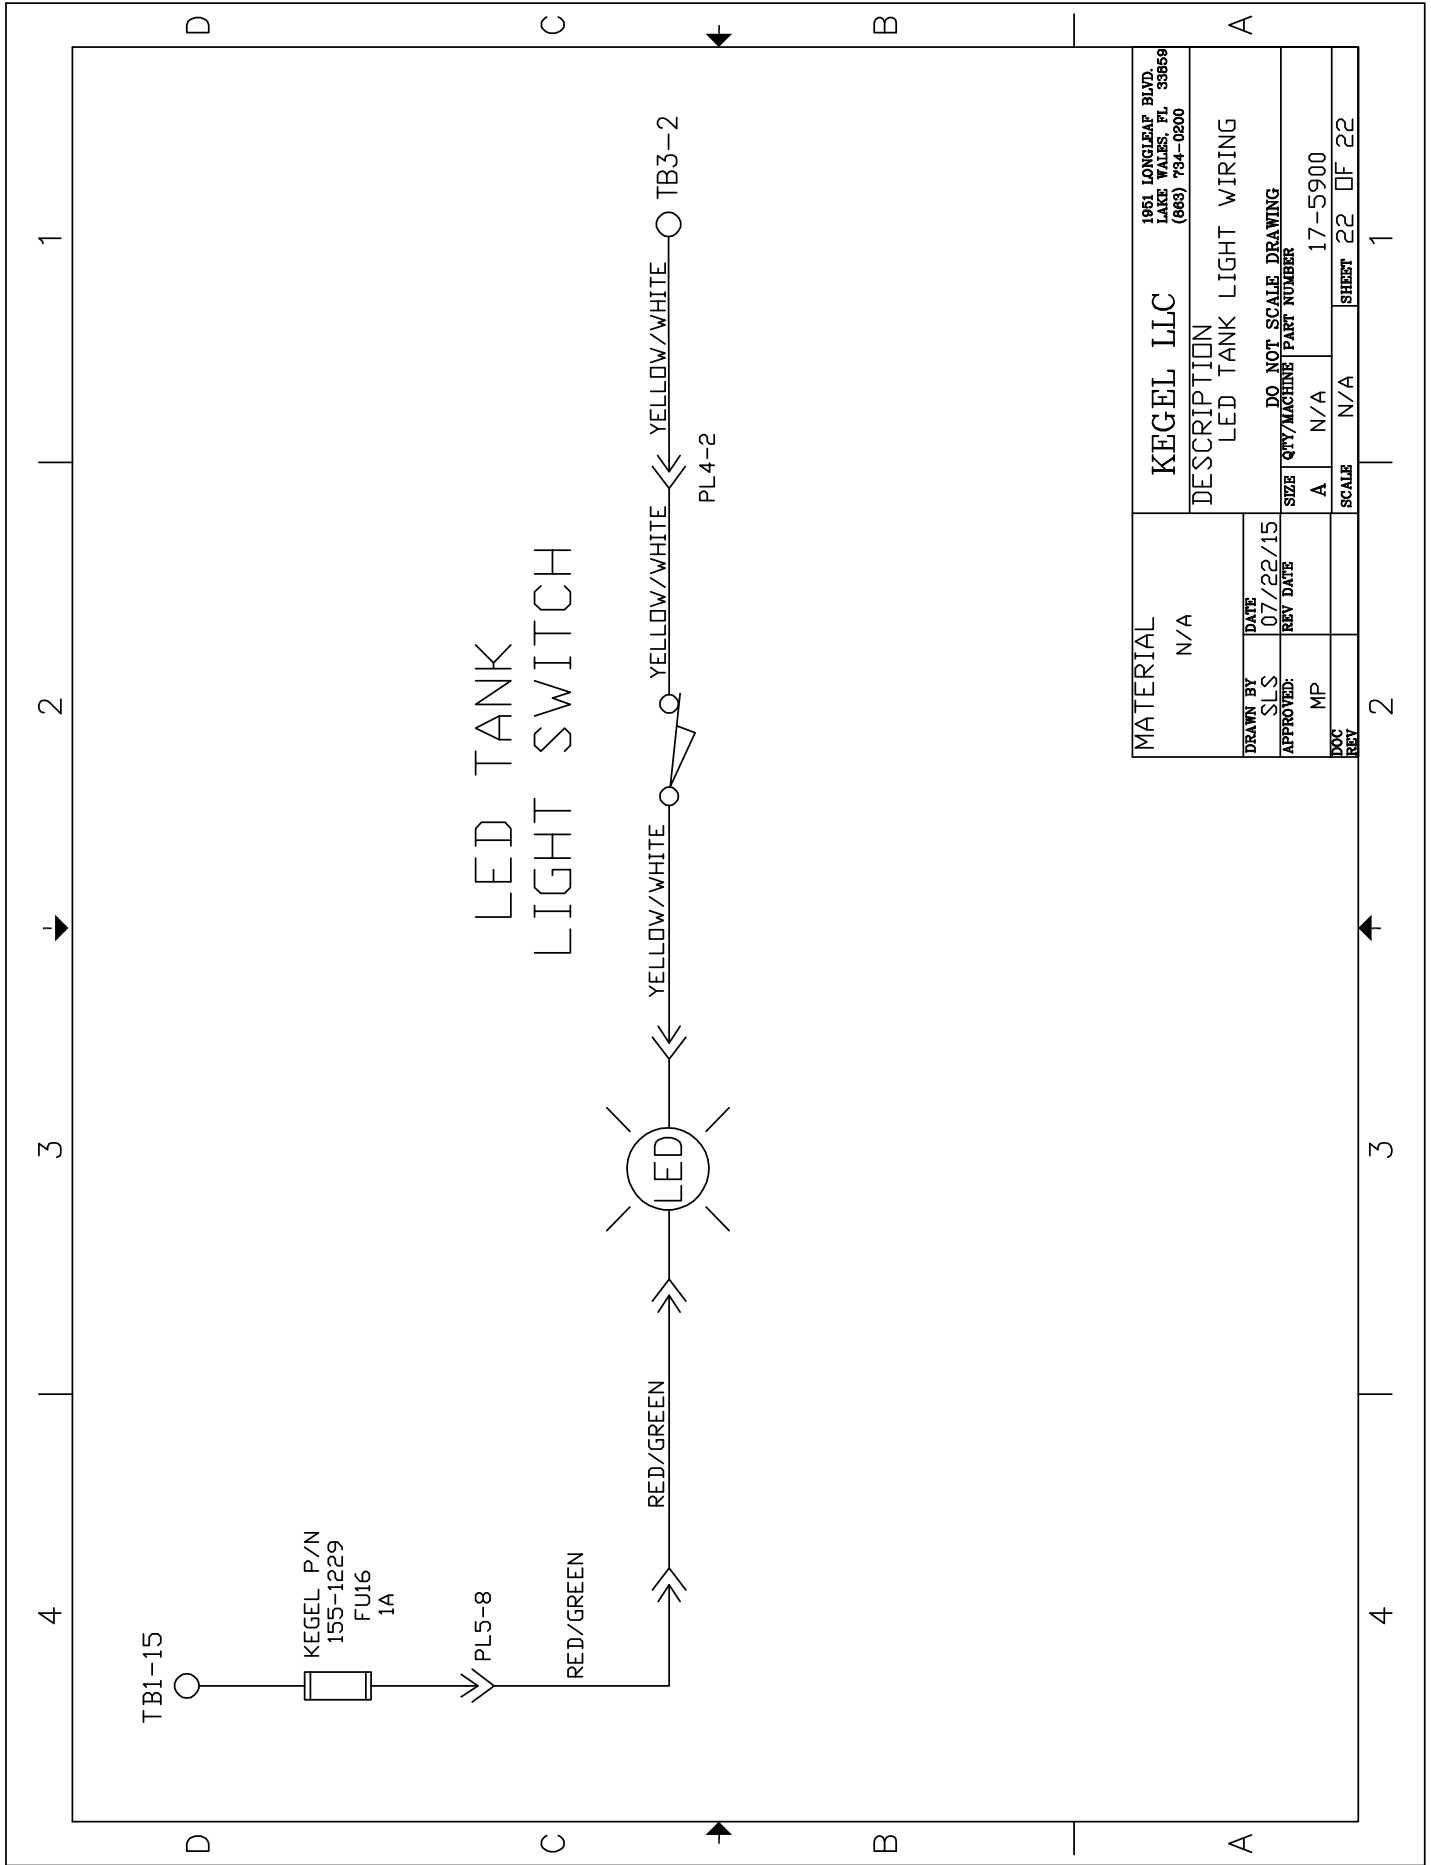 4
3
2
1
D
D
TB1-15
KEGEL P/N
155-1229
FU16
1A
PL5-8
LED TANK
LIGHT SWITCH
C
C
RED/GREEN
RED/GREEN
LED
YELLOW/WHITE
YELLOW/WHITE
YELLOW/WHITE
TB3-2
PL4-2
B
B
MATERIAL
N/A
KEGEL LLC
1951 LONGLEAF BLVD.
LAKE WALES, FL 33859
(863) 734-0200
DESCRIPTION
LED TANK LIGHT WIRING
DO NOT SCALE DRAWING
DRAWN BY
SLS
DATE
07/22/15
APPROVED:
MP
REV DATE
SIZE
A
QTY/MACHINE
N/A
PART NUMBER
17-5900
DOC
REV
SCALE
N/A
SHEET 22 OF 22
A
A
4
3
2
1